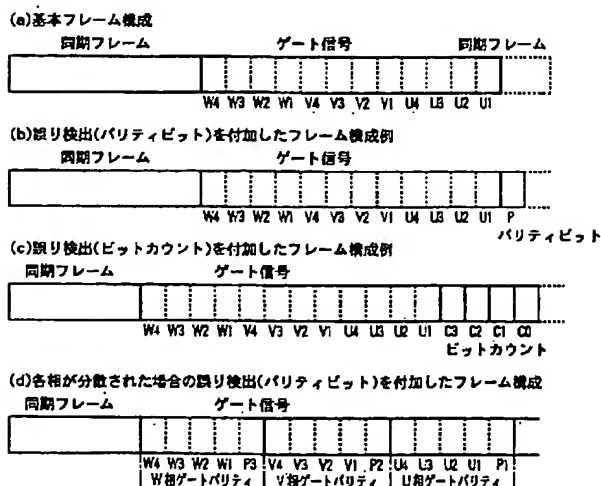 (a)基本フレーム構成
同期フレーム ゲート信号 同期フレーム
W4 W3 W2 W1 V4 V3 V2 V1 U4 U3 U2 U1
(b)誤り検出(パリティビット)を付加したフレーム構成例
同期フレーム ゲート信号
W4 W3 W2 W1 V4 V3 V2 V1 U4 U3 U2 U1 P
パリティビット
(c)誤り検出(ビットカウント)を付加したフレーム構成例
同期フレーム ゲート信号
W4 W3 W2 W1 V4 V3 V2 V1 U4 U3 U2 U1 C3 C2 C1 C0
ビットカウント
(d)各相が分散された場合の誤り検出(パリティビット)を付加したフレーム構成
同期フレーム ゲート信号
W4 W3 W2 W1 P3 V4 V3 V2 V1 P2 U4 U3 U2 U1 P1
W相ゲートパリティ V相ゲートパリティ U相ゲートパリティ